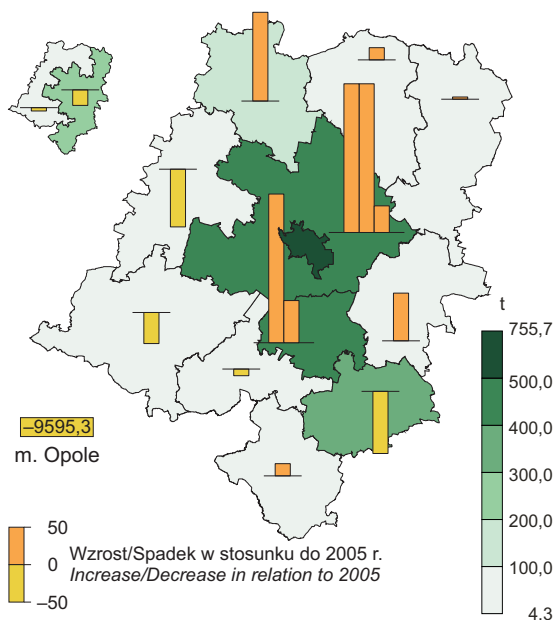 t
755,7
500,0
400,0
300,0
200,0
100,0
4,3
–9595,3
m. Opole
50
0
–50
Wzrost/Spadek w stosunku do 2005 r.
Increase/Decrease in relation to 2005